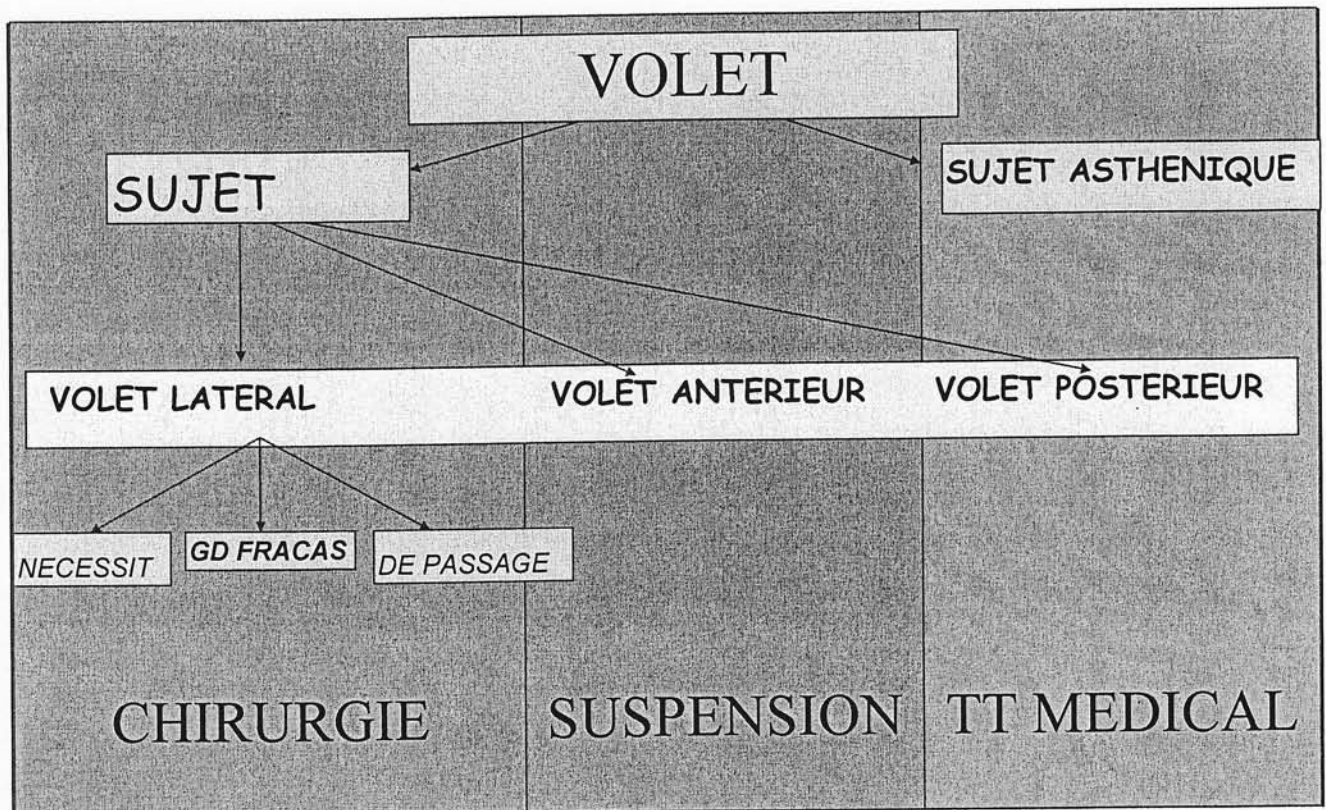 VOLET
SUJET
SUJET ASTHENIQUE
VOLET LATERAL
VOLET ANTERIEUR
VOLET POSTERIEUR
NECESSIT
GD FRACAS
DE PASSAGE
CHIRURGIE
SUSPENSION
TT MEDICAL